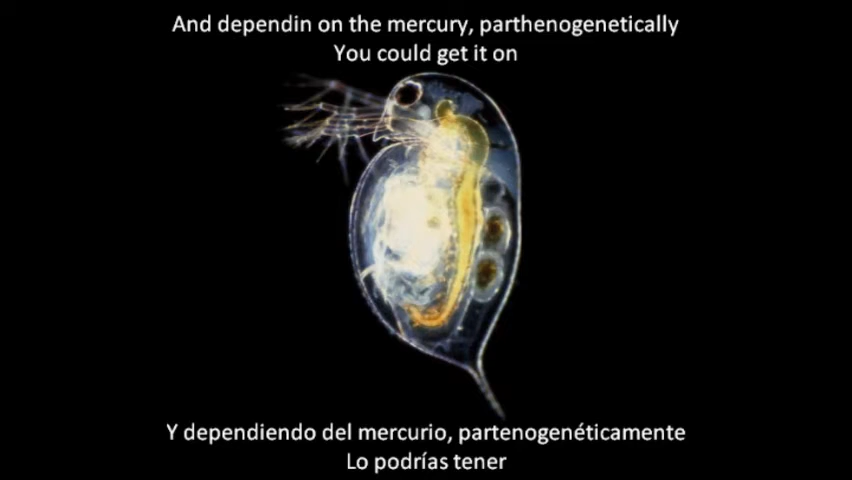 And dependin on the mercury, parthenogenetically
You could get it on
Y dependiendo del mercurio, partenogenéticamente
Lo podrías tener